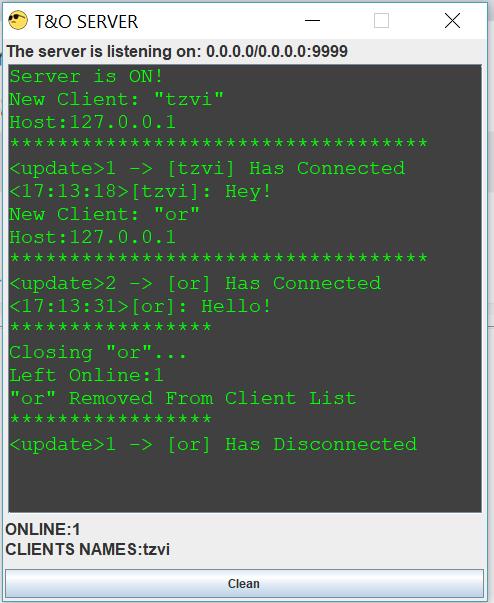 T&O SERVER
The server is listening on: 0.0.0.0/0.0.0.0:9999
Server is ON!
New Client: "tzvi"
Host:127.0.0.1
***********************************
<update>1 -> [tzvi] Has Connected
<17:13:18>[tzvi]: Hey!
New Client: "or"
Host:127.0.0.1
***********************************
<update>2 -> [or] Has Connected
<17:13:31>[or]: Hello!
*****************
Closing "or"...
Left Online:1
"or" Removed From Client List
*****************
<update>1 -> [or] Has Disconnected
ONLINE:1
CLIENTS NAMES:tzvi
Clean